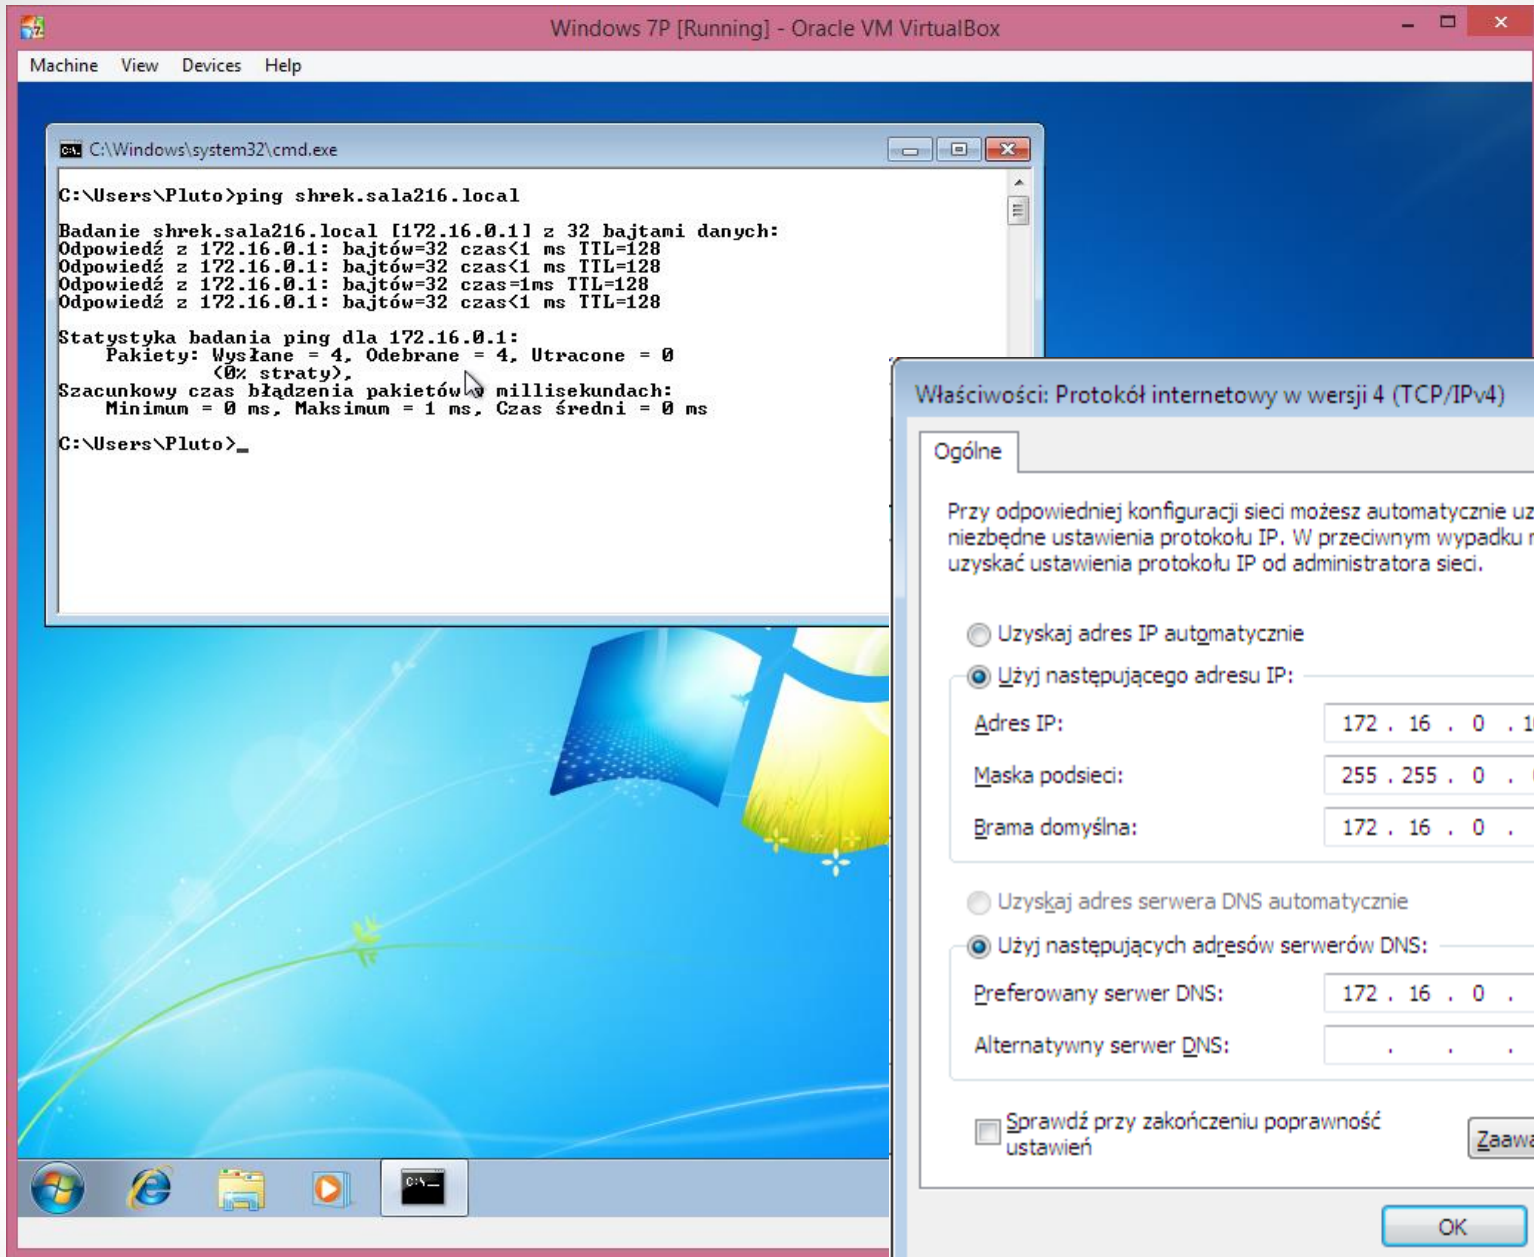 Windows 7P [Running] - Oracle VM VirtualBox
Machine View Devices Help
C:\Windows\system32\cmd.exe
C:\Users\Pluto>ping shrek.sala216.local
Badanie shrek.sala216.local [172.16.0.1] z 32 bajtami danych:
Odpowiedź z 172.16.0.1: bajtów=32 czas<1 ms TTL=128
Odpowiedź z 172.16.0.1: bajtów=32 czas<1 ms TTL=128
Odpowiedź z 172.16.0.1: bajtów=32 czas=1ms TTL=128
Odpowiedź z 172.16.0.1: bajtów=32 czas<1 ms TTL=128
Statystyka badania ping dla 172.16.0.1:
Pakiety: Wysłane = 4, Odebrane = 4, Utracone = 0
(0% straty),
Szacunkowy czas błądzenia pakietów w millisekundach:
Minimum = 0 ms, Maksimum = 1 ms, Czas średni = 0 ms
C:\Users\Pluto>_
Właściwości: Protokół internetowy w wersji 4 (TCP/IPv4)
Ogólne
Przy odpowiedniej konfiguracji sieci możesz automatycznie
niezbędne ustawienia protokołu IP. W przeciwnym wypadku
uzyskać ustawienia protokołu IP od administratora sieci.
Uzyskaj adres IP automatycznie
Użyj następującego adresu IP:
Adres IP: 172 . 16 . 0 .
Maska podsieci: 255 . 255 . 0 .
Brama domyślna: 172 . 16 . 0 .
Uzyskaj adres serwera DNS automatycznie
Użyj następujących adresów serwerów DNS:
Preferowany serwer DNS: 172 . 16 . 0 .
Alternatywny serwer DNS: . . .
Sprawdź przy zakończeniu poprawność
ustawień
OK